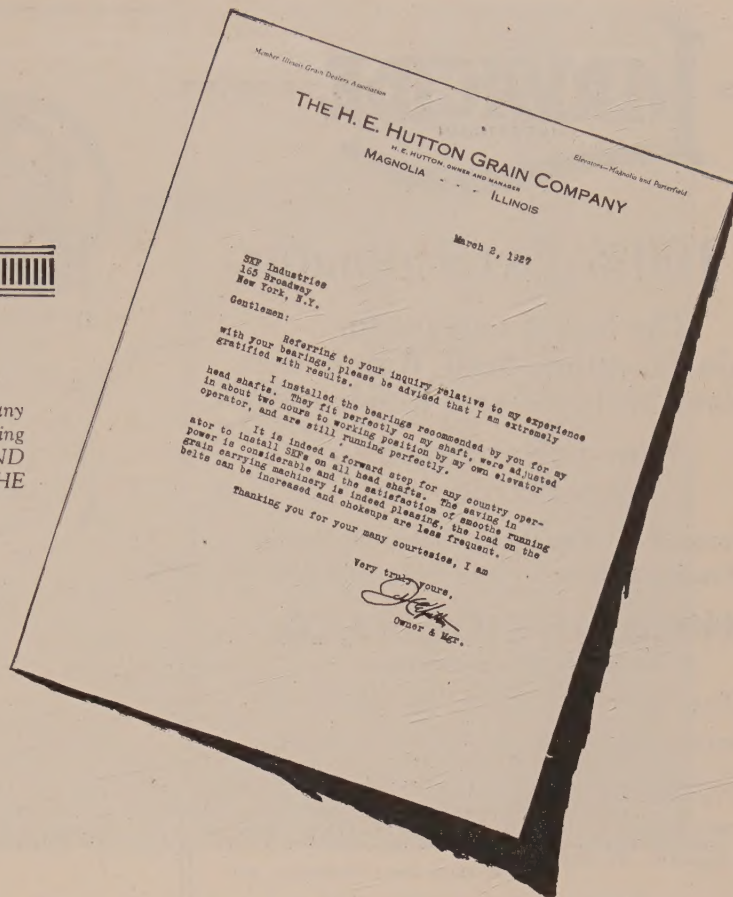 Member Illinois Grain Dealers Association
Elevators—Magnolia and Porterfield
THE H. E. HUTTON GRAIN COMPANY
H. E. HUTTON, OWNER AND MANAGER
MAGNOLIA - - - ILLINOIS
March 2, 1927
SKF Industries
165 Broadway
New York, N.Y.
Gentlemen:
Referring to your inquiry relative to my experience
with your bearings, please be advised that I am extremely
gratified with results.
I installed the bearings recommended by you for my
head shafts. They fit perfectly on my shaft, were adjusted
in about two hours to working position by my own elevator
operator, and are still running perfectly.
It is indeed a forward step for any country oper-
ator to install SKFs on all head shafts. The saving in
power is considerable and the satisfaction of smoothe running
grain carrying machinery is indeed pleasing, the load on the
belts can be increased and chokeups are less frequent.
Thanking you for your many courtesies, I am
Very truly yours,
Owner & Mgr.
any
ing
ND
HE